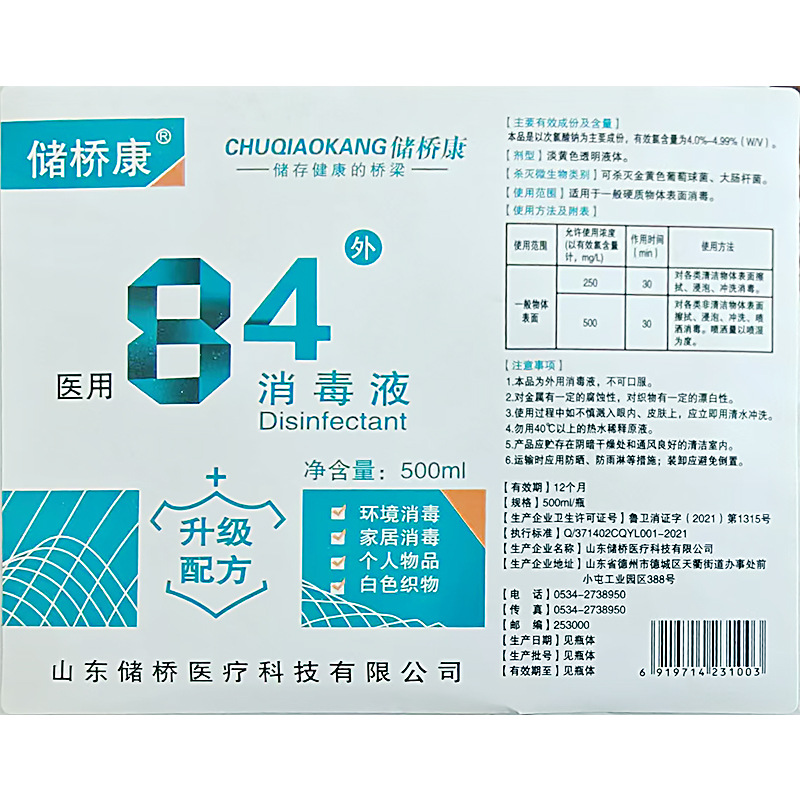 储桥康®
CHUQIAOKANG储桥康
储存健康的桥梁
外
医用
84
消毒液
Disinfectant
净含量：500ml
+
升级
配方
环境消毒
家居消毒
个人物品
白色织物
山东储桥医疗科技有限公司
【主要有效成份及含量】
本品是以次氯酸钠为主要成份，有效氯含量为4.0%-4.99%（W/V）。
【剂型】淡黄色透明液体。
【杀灭微生物类别】可杀灭金黄色葡萄球菌、大肠杆菌。
【使用范围】适用于一般硬质物体表面消毒。
【使用方法及附表】
使用范围
允许使用浓度
(以有效氯含量
计，mg/L)
作用时间
(min)
使用方法
一般物体
表面
250
30
对各类清洁物体表面擦
拭、浸泡、冲洗消毒。
500
30
对各类非清洁物体表面
擦拭、浸泡、冲洗、喷
洒消毒。喷洒量以喷湿
为度。
【注意事项】
1.本品为外用消毒液，不可口服。
2.对金属有一定的腐蚀性，对织物有一定的漂白性。
3.使用过程中如不慎溅入眼内、皮肤上，应立即用清水冲洗。
4.勿用40℃以上的热水稀释原液。
5.产品应贮存在阴暗干燥处和通风良好的清洁室内。
6.运输时应用防晒、防雨淋等措施；装卸应避免倒置。
【有效期】12个月
【规格】500ml/瓶
【生产企业卫生许可证号】鲁卫消证字（2021）第1315号
【执行标准】Q/371402CQYL001-2021
【生产企业名称】山东储桥医疗科技有限公司
【生产企业地址】山东省德州市德城区天衢街道办事处前
小屯工业园区388号
【电 话】0534-2738950
【传 真】0534-2738950
【邮 编】253000
【生产日期】见瓶体
【生产批号】见瓶体
【有效期至】见瓶体
6 919714 231003